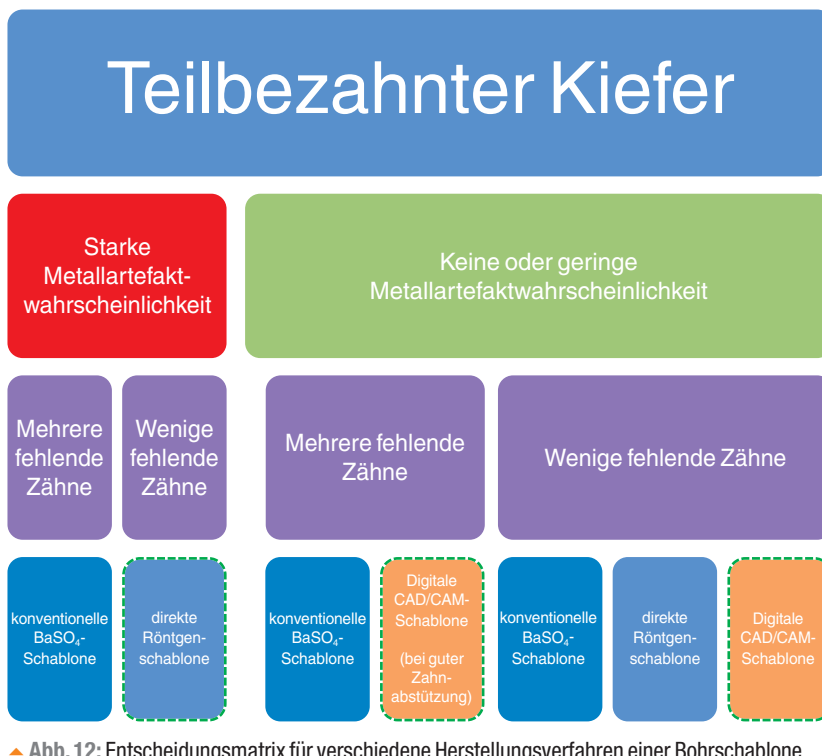 Teilbezahnter Kiefer
Starke
Metallartefakt-
wahrscheinlichkeit
Keine oder geringe
Metallartefaktwahrscheinlichkeit
Mehrere
fehlende
Zähne
Wenige
fehlende
Zähne
Mehrere fehlende
Zähne
Wenige fehlende Zähne
konventionelle
BaSO₄-
Schablone
direkte
Röntgen-
schablone
konventionelle
BaSO₄-
Schablone
Digitale
CAD/CAM-
Schablone
(bei guter
Zahn-
abstützung)
konventionelle
BaSO₄-
Schablone
direkte
Röntgen-
schablone
Digitale
CAD/CAM-
Schablone
Abb. 12: Entscheidungsmatrix für verschiedene Herstellungsverfahren einer Bohrschablone